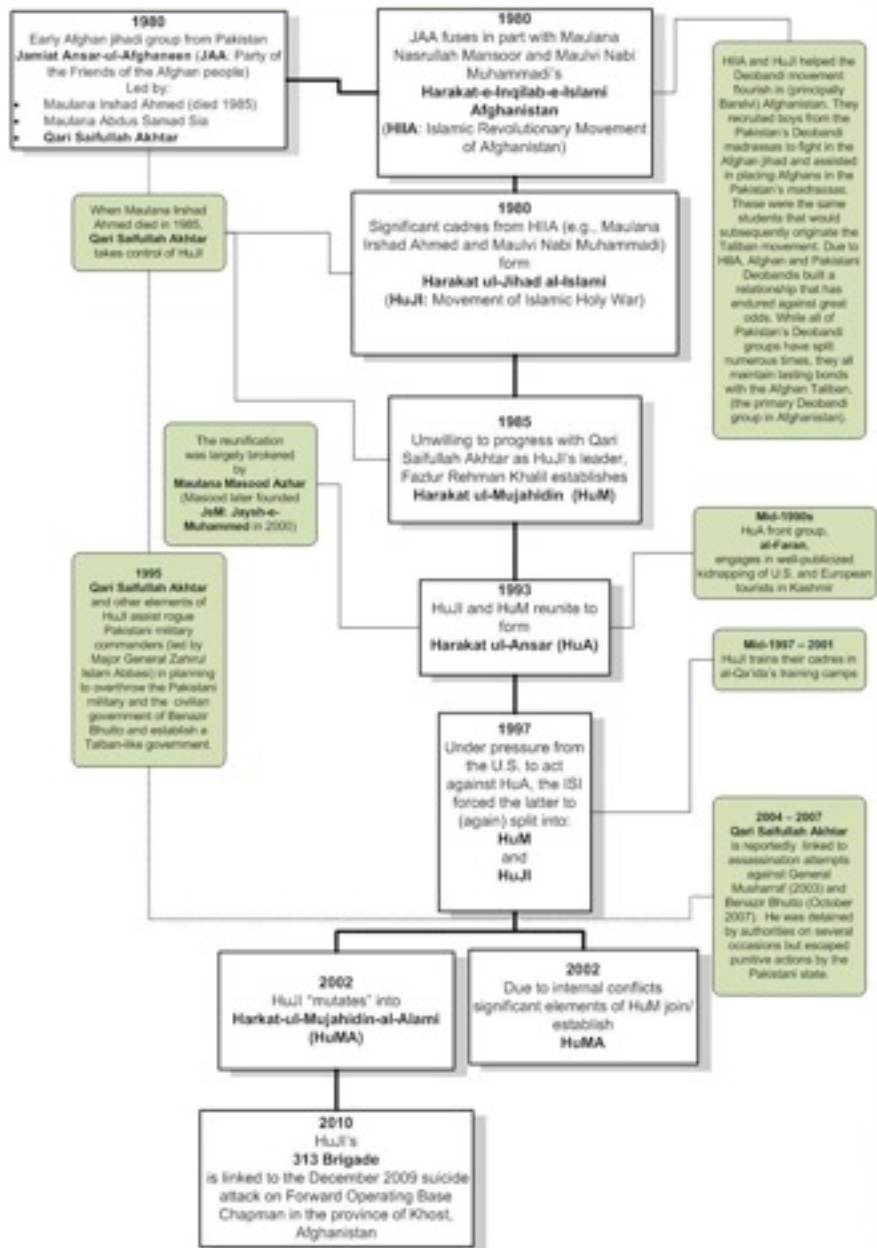 1980
Early Afghan jihadi group from Pakistan
Jamiat Ansar-ul-Afghaneen (JAA: Party
of the Friends of the Afghan people)
Led by:
• Maulana Irshad Ahmed (died 1985)
• Maulana Abdus Samad Sia
• Qari Saifullah Akhtar
1980
JAA fuses in part with Maulana
Nasrullah Mansoor and Maulvi Nabi
Muhammadi's
Harakat-e-Inqilab-e-Islami
Afghanistan
(HIIA: Islamic Revolutionary Movement
of Afghanistan)
HIIA and HuJI helped the
Deobandi movement
flourish in (principally
Barelvi) Afghanistan. They
recruited boys from the
Pakistan's Deobandi
madrassas to fight in the
Afghan jihad and assisted
in placing Afghans in the
Pakistan's madrassas.
These were the same
students that would
subsequently originate the
Taliban movement. Due to
HIIA, Afghan and Pakistani
Deobandis built a
relationship that has
endured against great
odds. While all of
Pakistan's Deobandi
groups have split
numerous times, they all
maintain lasting bonds
with the Afghan Taliban,
(the primary Deobandi
group in Afghanistan).
When Maulana Irshad
Ahmed died in 1985,
Qari Saifullah Akhtar
takes control of HuJI
1980
Significant cadres from HIIA (e.g., Maulana
Irshad Ahmed and Maulvi Nabi Muhammadi)
form
Harakat ul-Jihad al-Islami
(HuJI: Movement of Islamic Holy War)
1985
Unwilling to progress with Qari
Saifullah Akhtar as HuJI's leader,
Fazlur Rehman Khalil establishes
Harakat ul-Mujahidin (HuM)
The reunification
was largely brokered
by
Maulana Masood Azhar
(Masood later founded
JeM: Jaysh-e-
Muhammed in 2000)
Mid-1990s
HuA front group,
al-Faran,
engages in well-publicized
kidnapping of U.S. and European
tourists in Kashmir
1995
Qari Saifullah Akhtar
and other elements of
HuJI assist rogue
Pakistani military
commanders (led by
Major General Zahirul
Islam Abbasi) in planning
to overthrow the Pakistani
military and the civilian
government of Benazir
Bhutto and establish a
Taliban-like government.
1993
HuJI and HuM reunite to
form
Harakat ul-Ansar (HuA)
Mid-1997 – 2001
HuJI trains their cadres in
al-Qa'ida's training camps
1997
Under pressure from
the U.S. to act
against HuA, the ISI
forced the latter to
(again) split into:
HuM
and
HuJI
2004 – 2007
Qari Saifullah Akhtar
is reportedly linked to
assassination attempts
against General
Musharraf (2003) and
Benazir Bhutto (October
2007). He was detained
by authorities on several
occasions but escaped
punitive actions by the
Pakistani state.
2002
HuJI "mutates" into
Harkat-ul-Mujahidin-al-Alami
(HuMA)
2002
Due to internal conflicts
significant elements of HuM join/
establish
HuMA
2010
HuJI's
313 Brigade
is linked to the December 2009 suicide
attack on Forward Operating Base
Chapman in the province of Khost,
Afghanistan